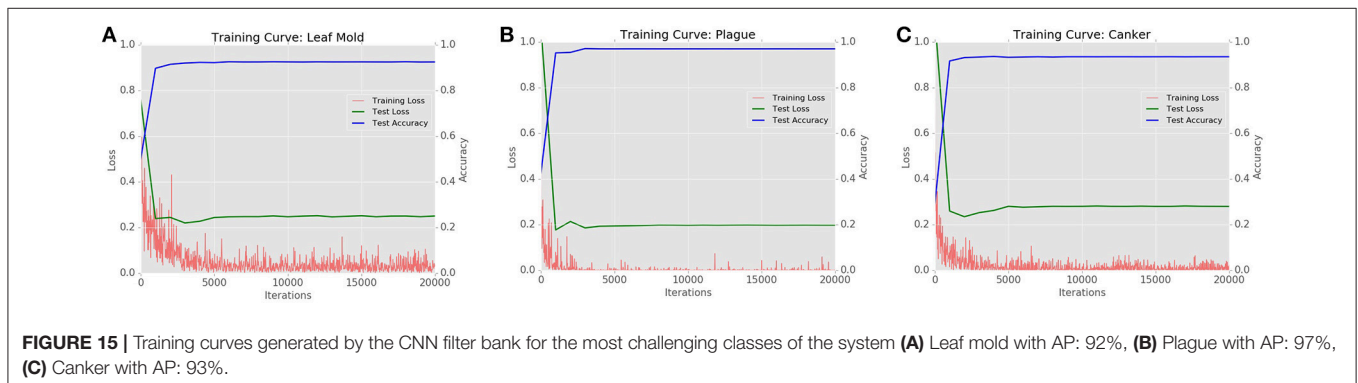 A
Training Curve: Leaf Mold
1.0
0.8
0.6
0.4
0.2
0.0
Loss
1.0
0.8
0.6
0.4
0.2
0.0
Accuracy
Training Loss
Test Loss
Test Accuracy
0 5000 10000 15000 20000
Iterations
B
Training Curve: Plague
1.0
0.8
0.6
0.4
0.2
0.0
Loss
1.0
0.8
0.6
0.4
0.2
0.0
Accuracy
Training Loss
Test Loss
Test Accuracy
0 5000 10000 15000 20000
Iterations
C
Training Curve: Canker
1.0
0.8
0.6
0.4
0.2
0.0
Loss
1.0
0.8
0.6
0.4
0.2
0.0
Accuracy
Training Loss
Test Loss
Test Accuracy
0 5000 10000 15000 20000
Iterations
FIGURE 15 | Training curves generated by the CNN filter bank for the most challenging classes of the system (A) Leaf mold with AP: 92%, (B) Plague with AP: 97%,
(C) Canker with AP: 93%.